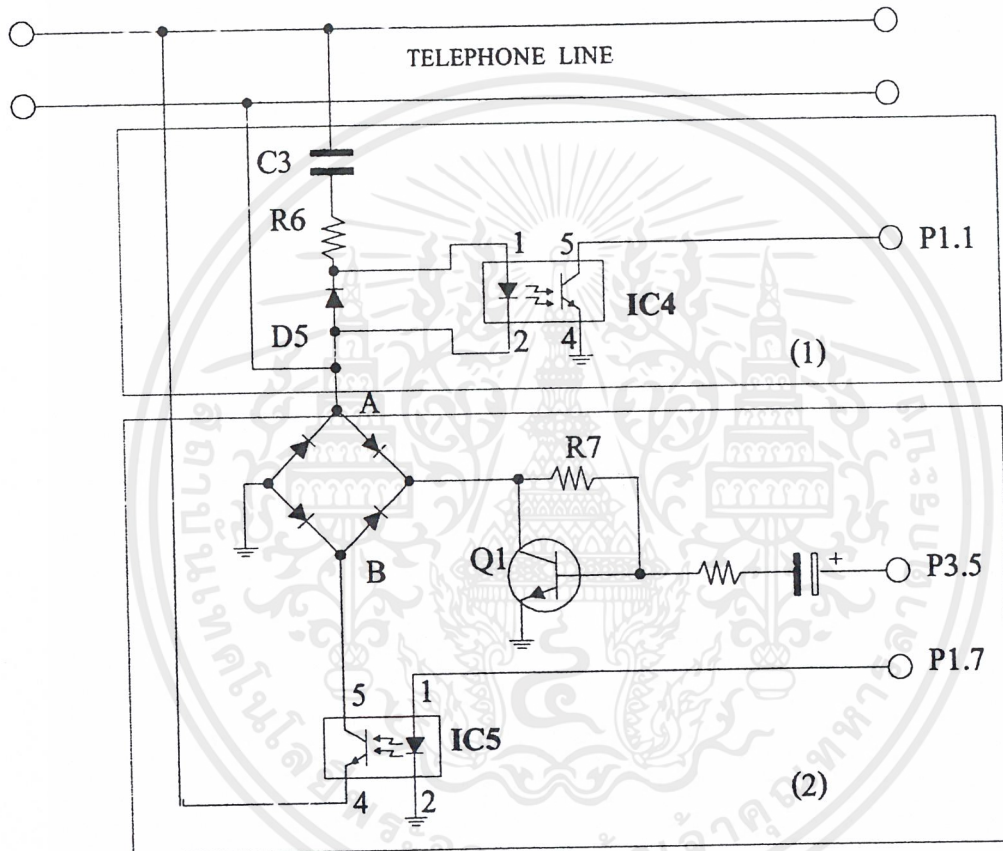 TELEPHONE LINE
C3
R6
1
5
P1.1
IC4
D5
2
4
(1)
A
R7
Q1
B
+
P3.5
P1.7
5
1
IC5
4
2
(2)